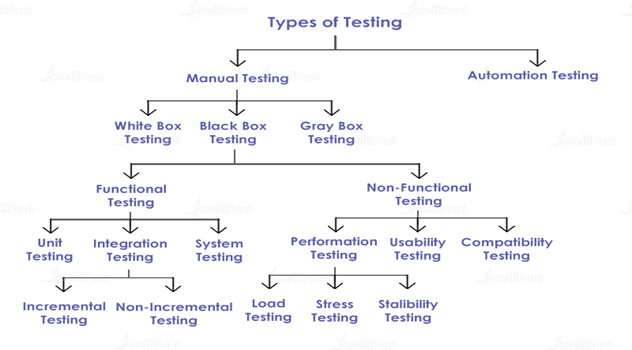 Types of Testing
Manual Testing
Automation Testing
White Box
Testing
Black Box
Testing
Gray Box
Testing
Functional
Testing
Non-Functional
Testing
Unit
Testing
Integration
Testing
System
Testing
Performation
Testing
Usability
Testing
Compatibility
Testing
Incremental
Testing
Non-Incremental
Testing
Load
Testing
Stress
Testing
Stalibility
Testing